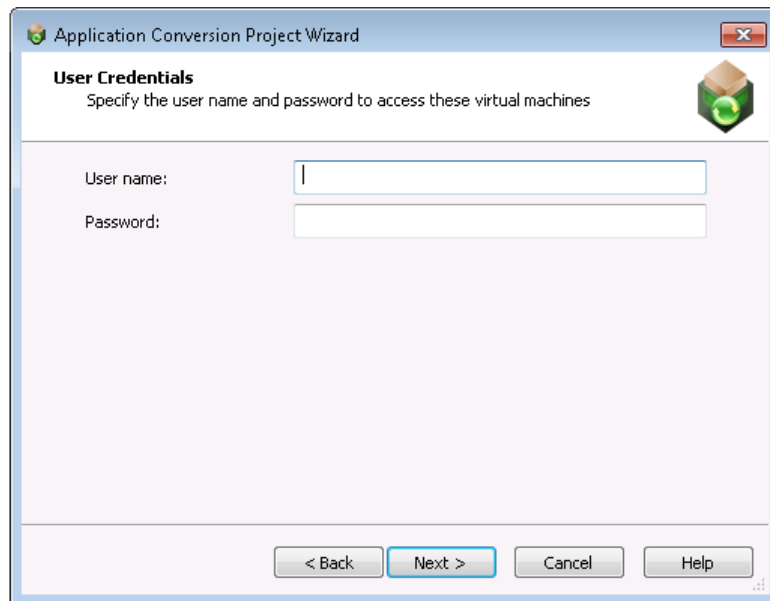 Application Conversion Project Wizard
User Credentials
Specify the user name and password to access these virtual machines
User name:
Password:
< Back
Next >
Cancel
Help